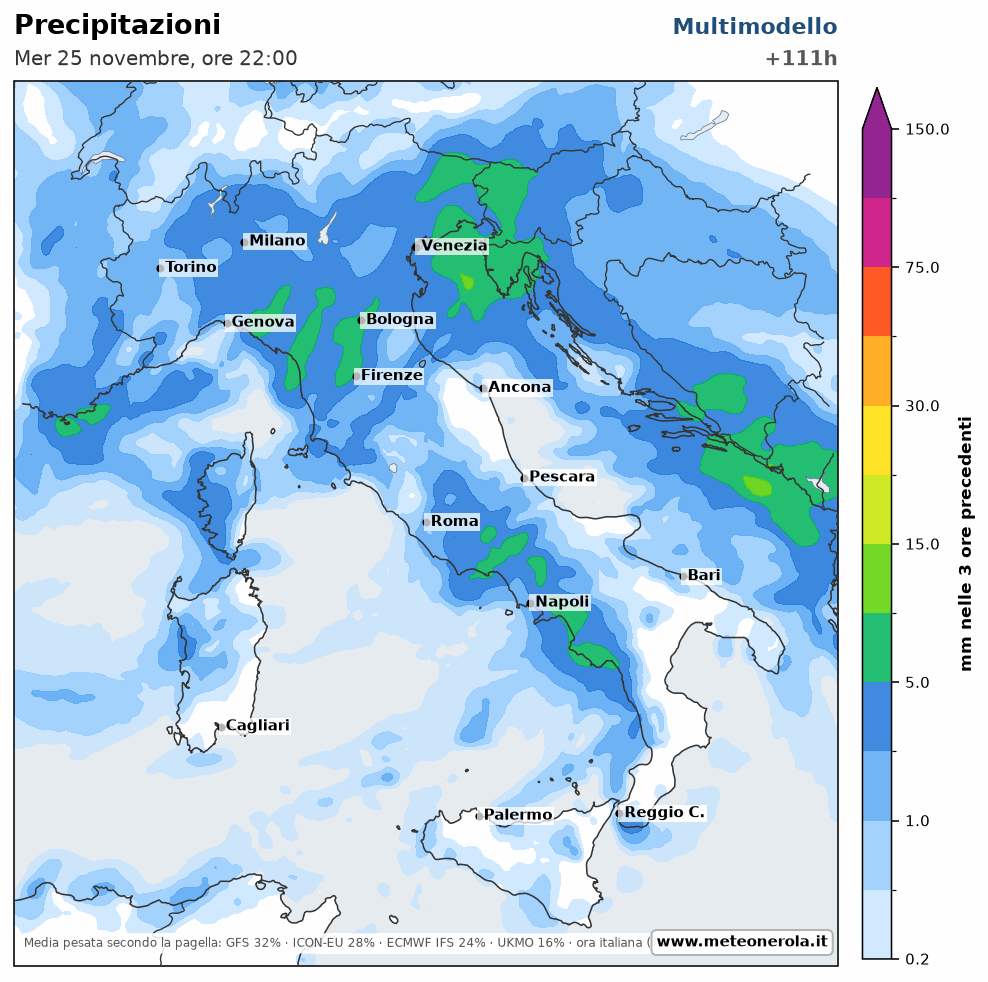 Precipitazioni
Multimodello
Mer 25 novembre, ore 22:00
+111h
150.0
75.0
30.0
15.0
5.0
1.0
0.2
mm nelle 3 ore precedenti
Milano
Venezia
Torino
Genova
Bologna
Firenze
Ancona
Pescara
Roma
Bari
Napoli
Cagliari
Palermo
Reggio C.
Media pesata secondo la pagella: GFS 32% · ICON-EU 28% · ECMWF IFS 24% · UKMO 16% · ora italiana (
www.meteonerola.it